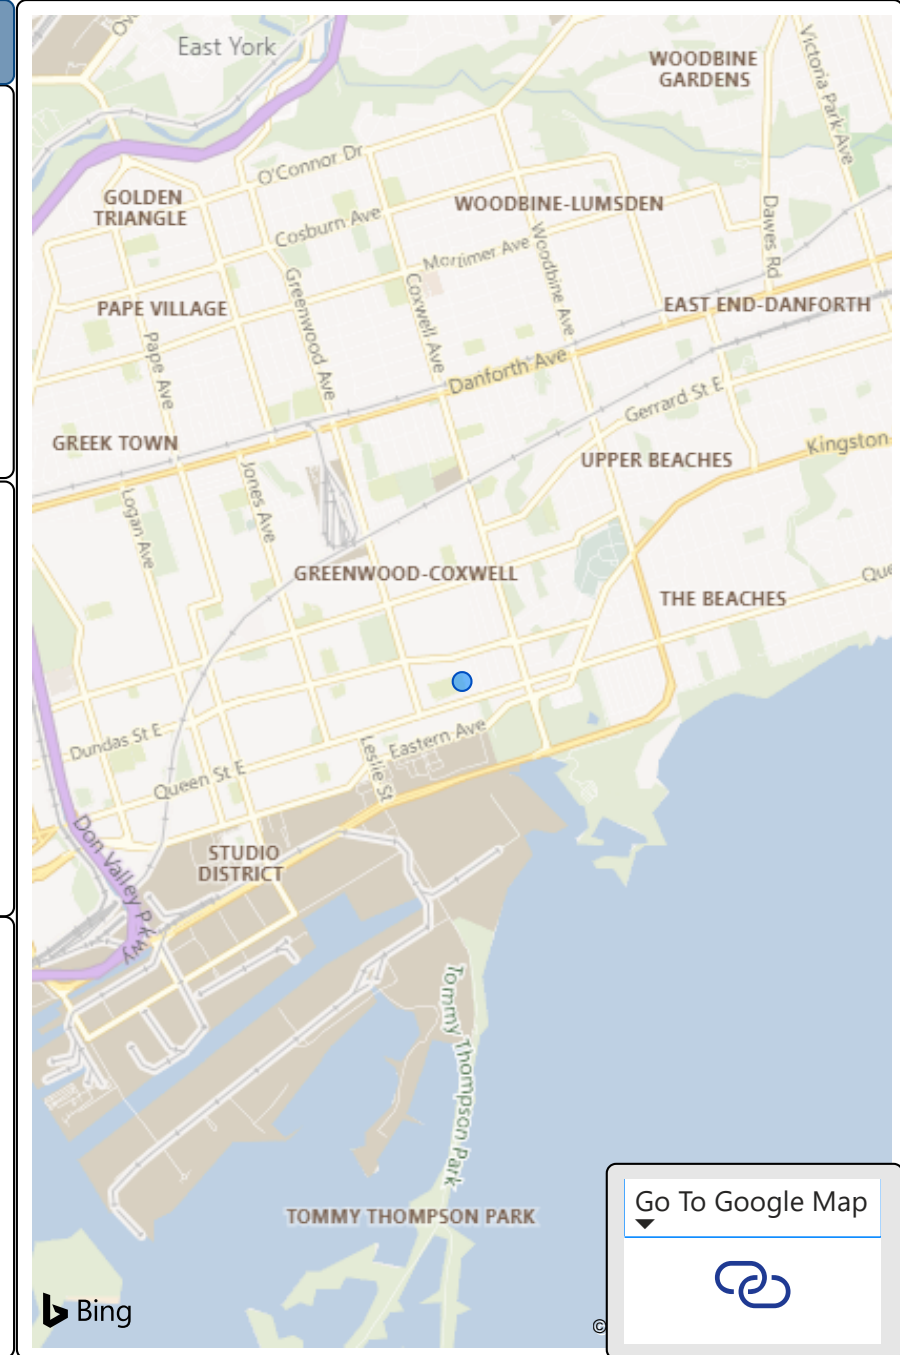 East York
WOODBINE
GARDENS
Victoria Park Ave
O'Connor Dr
GOLDEN
TRIANGLE
WOODBINE-LUMSDEN
Cosburn Ave
Dawes Rd
Mortimer Ave
Woodbine Ave
Greenwood Ave
Coxwell Ave
PAPE VILLAGE
EAST END-DANFORTH
Pape Ave
Danforth Ave
Gerrard St E
GREEK TOWN
Kingston
UPPER BEACHES
Jones Ave
Logan Ave
GREENWOOD-COXWELL
Que
THE BEACHES
Dundas St E
Eastern Ave
Leslie St
Queen St E
Don Valley Pkwy
STUDIO
DISTRICT
Tommy Thompson Park
TOMMY THOMPSON PARK
Go To Google Map
Bing
©